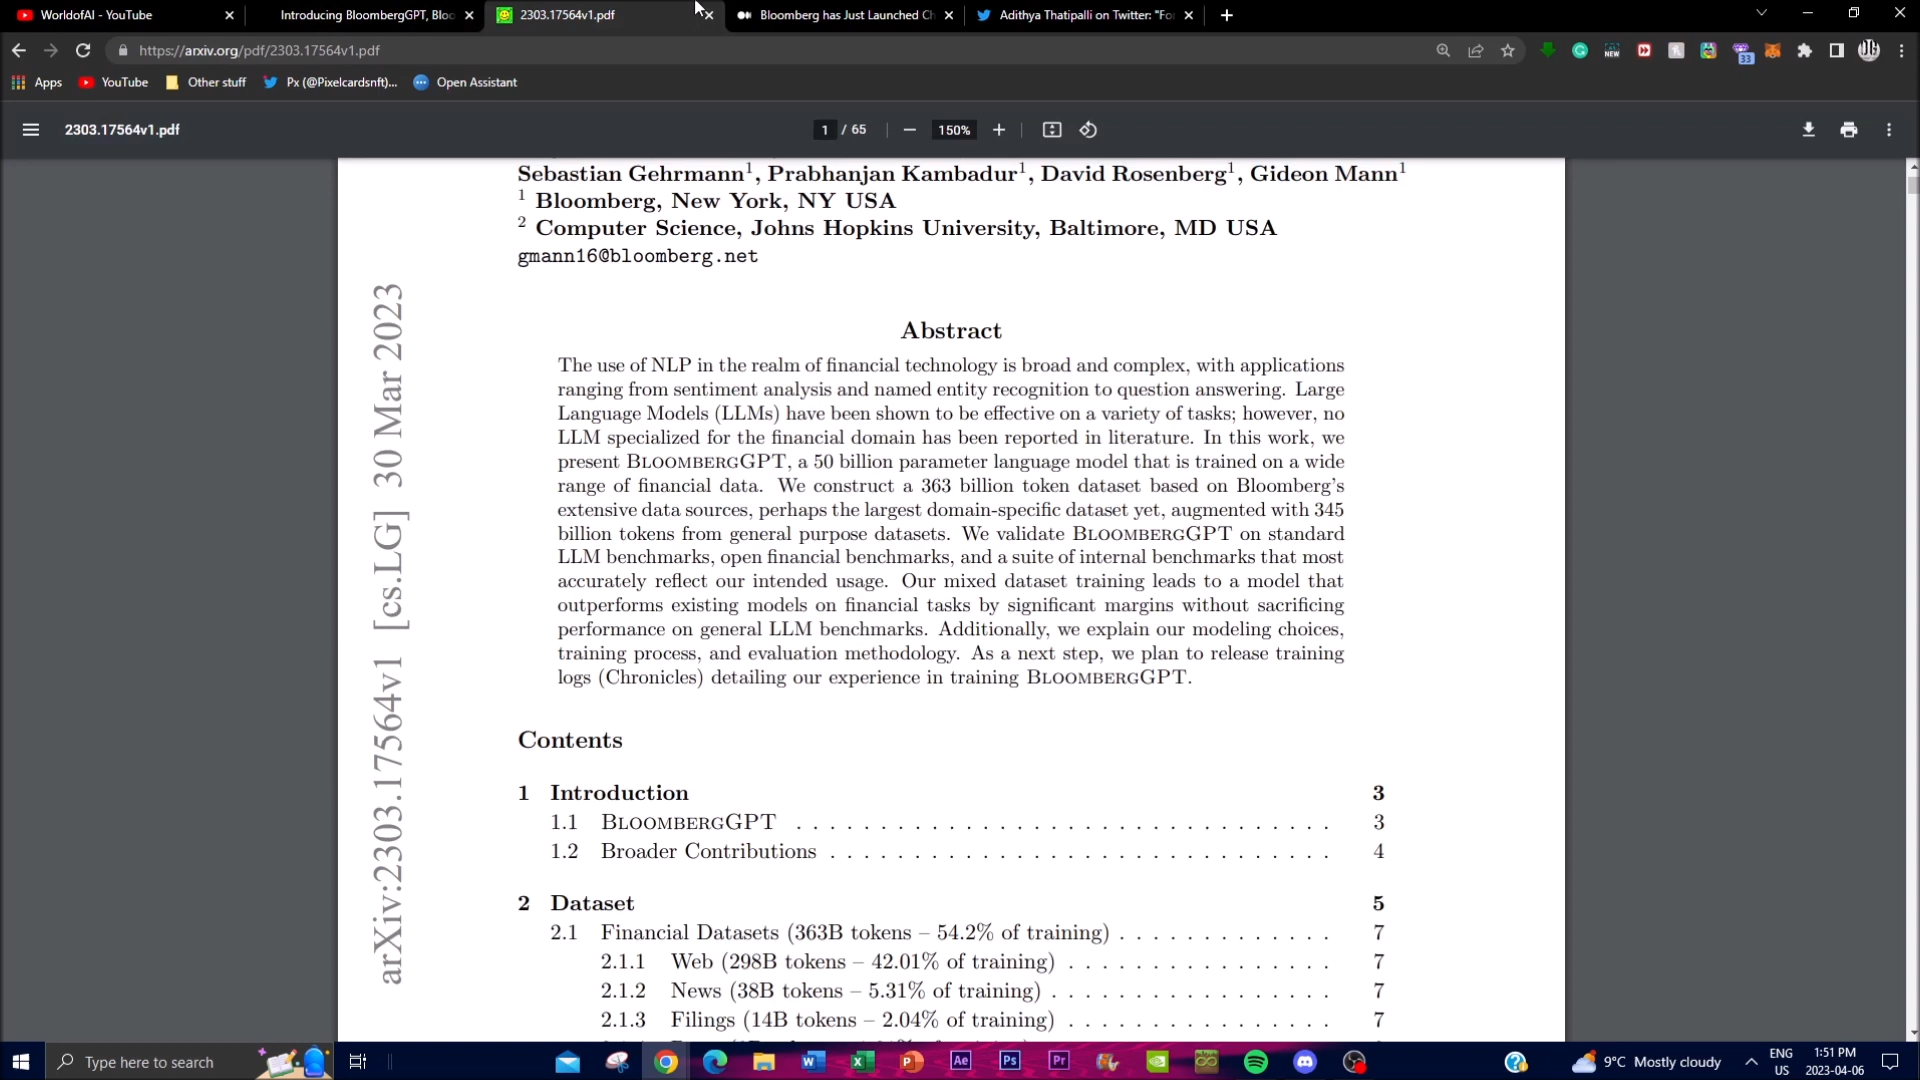 WorldofAI - YouTube
Introducing BloombergGPT, Bloo
2303.17564v1.pdf
Bloomberg has Just Launched Ch
Adithya Thatipalli on Twitter: "Fo
https://arxiv.org/pdf/2303.17564v1.pdf
NEW
33
Apps
YouTube
Other stuff
Px (@Pixelcardsnft)...
Open Assistant
2303.17564v1.pdf
1 / 65
150%
Sebastian Gehrmann1, Prabhanjan Kambadur1, David Rosenberg1, Gideon Mann1
1 Bloomberg, New York, NY USA
2 Computer Science, Johns Hopkins University, Baltimore, MD USA
gmann16@bloomberg.net
arXiv:2303.17564v1 [cs.LG] 30 Mar 2023
Abstract
The use of NLP in the realm of financial technology is broad and complex, with applications
ranging from sentiment analysis and named entity recognition to question answering. Large
Language Models (LLMs) have been shown to be effective on a variety of tasks; however, no
LLM specialized for the financial domain has been reported in literature. In this work, we
present BLOOMBERGGPT, a 50 billion parameter language model that is trained on a wide
range of financial data. We construct a 363 billion token dataset based on Bloomberg's
extensive data sources, perhaps the largest domain-specific dataset yet, augmented with 345
billion tokens from general purpose datasets. We validate BLOOMBERGGPT on standard
LLM benchmarks, open financial benchmarks, and a suite of internal benchmarks that most
accurately reflect our intended usage. Our mixed dataset training leads to a model that
outperforms existing models on financial tasks by significant margins without sacrificing
performance on general LLM benchmarks. Additionally, we explain our modeling choices,
training process, and evaluation methodology. As a next step, we plan to release training
logs (Chronicles) detailing our experience in training BLOOMBERGGPT.
Contents
1 Introduction 3
1.1 BLOOMBERGGPT . . . . . . . . . . . . . . . . . . . . . . . . . . . . . . . . 3
1.2 Broader Contributions . . . . . . . . . . . . . . . . . . . . . . . . . . . . . . 4
2 Dataset 5
2.1 Financial Datasets (363B tokens – 54.2% of training) . . . . . . . . . . . . . 7
2.1.1 Web (298B tokens – 42.01% of training) . . . . . . . . . . . . . . . . 7
2.1.2 News (38B tokens – 5.31% of training) . . . . . . . . . . . . . . . . . 7
2.1.3 Filings (14B tokens – 2.04% of training) . . . . . . . . . . . . . . . . 7
Type here to search
9°C Mostly cloudy
ENG
US
1:51 PM
2023-04-06